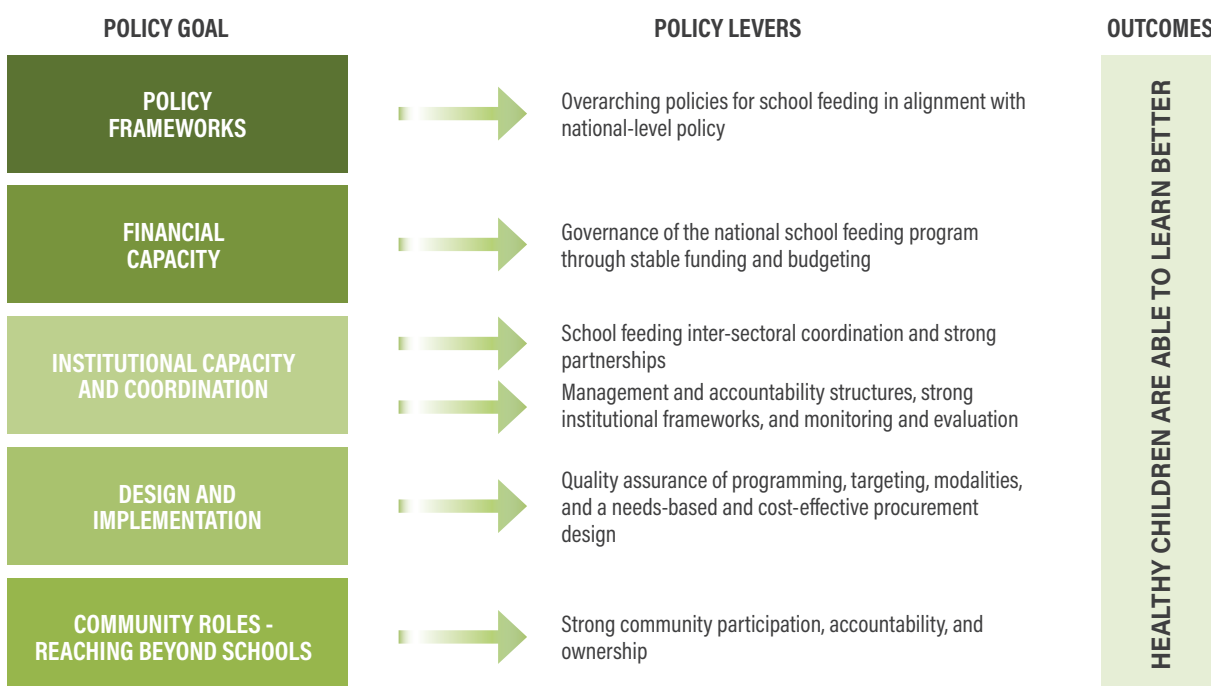 POLICY GOAL
POLICY LEVERS
OUTCOMES
POLICY
FRAMEWORKS
Overarching policies for school feeding in alignment with
national-level policy
FINANCIAL
CAPACITY
Governance of the national school feeding program
through stable funding and budgeting
INSTITUTIONAL CAPACITY
AND COORDINATION
School feeding inter-sectoral coordination and strong
partnerships
Management and accountability structures, strong
institutional frameworks, and monitoring and evaluation
DESIGN AND
IMPLEMENTATION
Quality assurance of programming, targeting, modalities,
and a needs-based and cost-effective procurement
design
COMMUNITY ROLES -
REACHING BEYOND SCHOOLS
Strong community participation, accountability, and
ownership
HEALTHY CHILDREN ARE ABLE TO LEARN BETTER